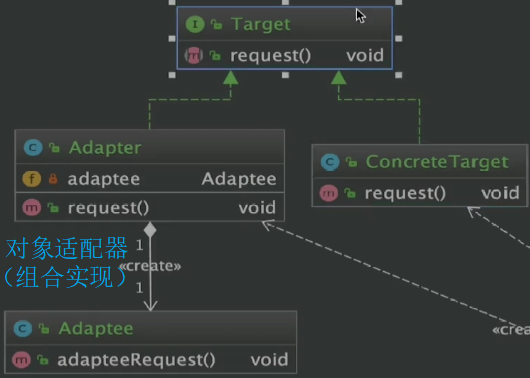 I Target
m request() void
C Adapter
f adaptee Adaptee
m request() void
C ConcreteTarget
m request() void
对象适配器
（组合实现）
1
«create»
1
C Adaptee
m adapteeRequest() void
«crea